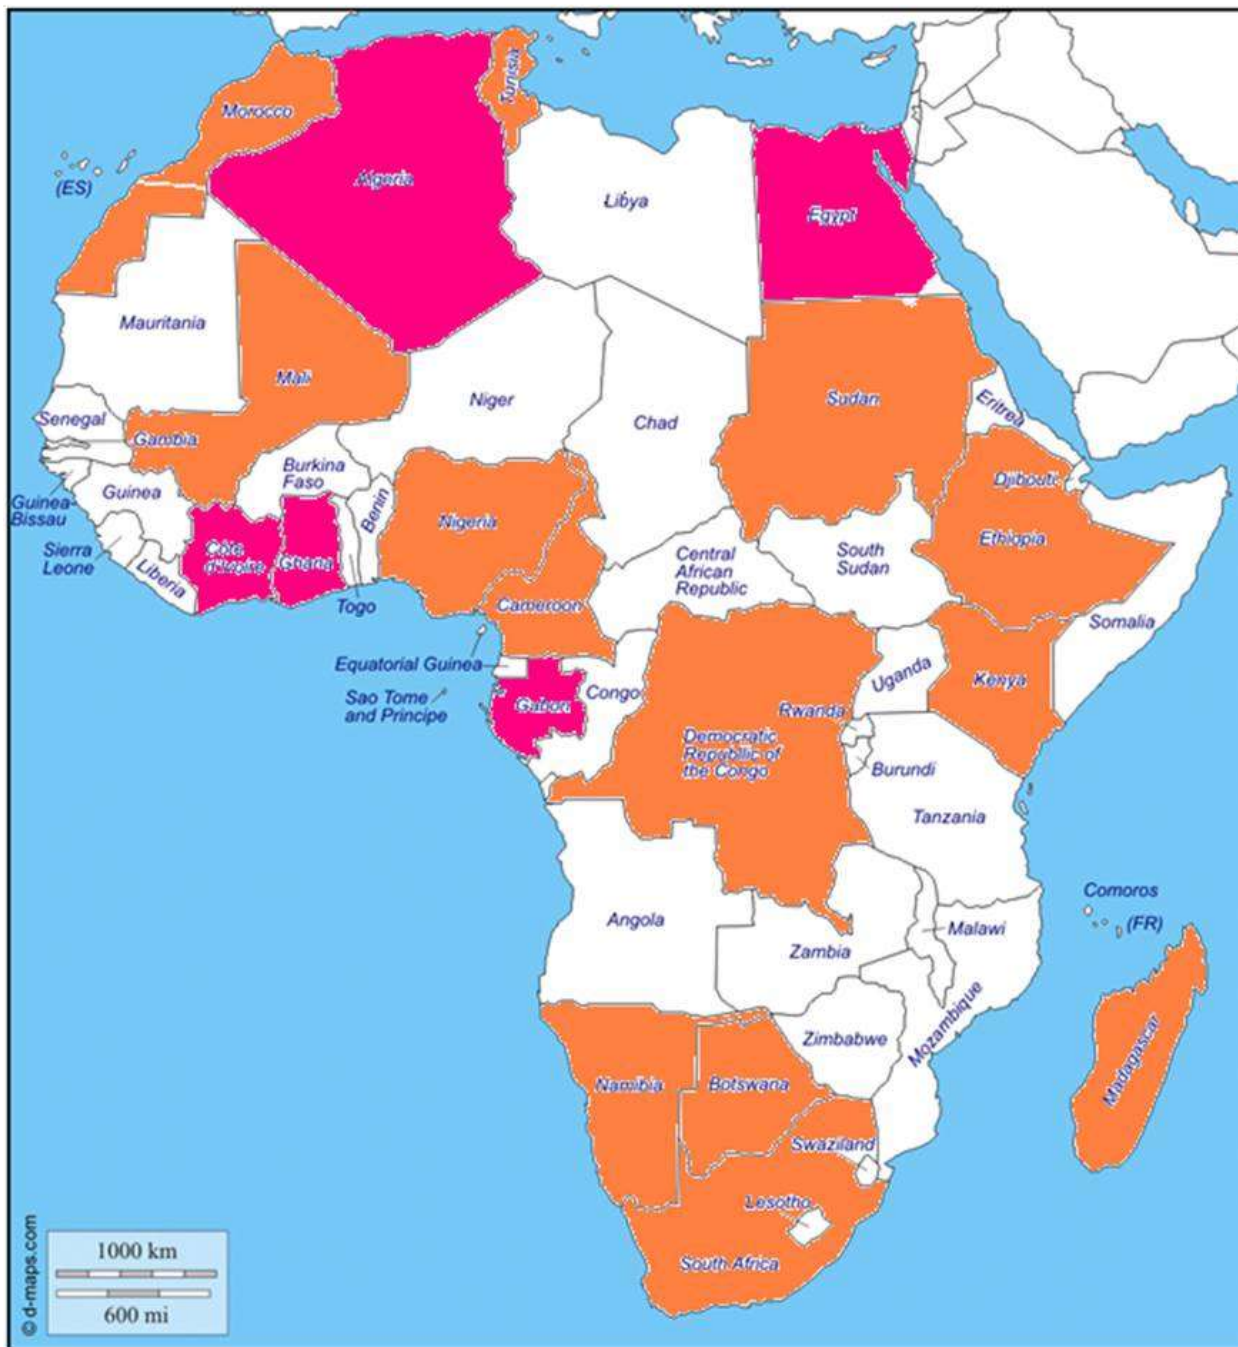 Tunisia
Morocco
Algeria
(ES)
Libya
Egypt
Mauritania
Mali
Niger
Chad
Sudan
Eritrea
Senegal
Gambia
Burkina
Faso
Benin
Djibouti
Guinea-
Bissau
Guinea
Nigeria
Ethiopia
Sierra
Leone
Liberia
Côte
d'Ivoire
Ghana
Togo
Central
African
Republic
South
Sudan
Cameroon
Somalia
Equatorial Guinea
Sao Tome
and Principe
Gabon
Congo
Uganda
Kenya
Rwanda
Democratic
Republlic of
the Congo
Burundi
Tanzania
Comoros
(FR)
Angola
Zambia
Malawi
Mozambique
Zimbabwe
Madagascar
Namibia
Botswana
Swaziland
Lesotho
South Africa
1000 km
600 mi
© d-maps.com